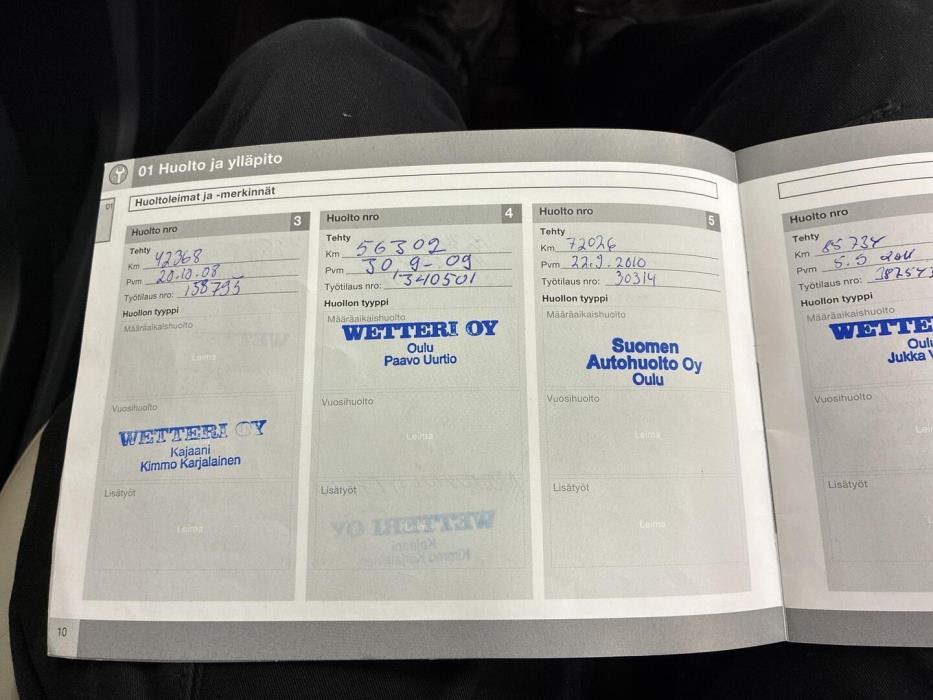 01 Huolto ja ylläpito
01
Huoltoleimat ja -merkinnät
Huolto nro 3
Tehty
Km 42368
Pvm 20.10.08
Työtilaus nro: 158795
Huollon tyyppi
Määräaikaishuolto
Leima
Vuosihuolto
WETTERI OY
Kajaani
Kimmo Karjalainen
Lisätyöt
Leima
Huolto nro 4
Tehty
Km 56302
Pvm 30.9-09
Työtilaus nro: 1340501
Huollon tyyppi
Määräaikaishuolto
WETTERI OY
Oulu
Paavo Uurtio
Vuosihuolto
Leima
Lisätyöt
Huolto nro 5
Tehty
Km 72026
Pvm 22.9.2010
Työtilaus nro: 30314
Huollon tyyppi
Määräaikaishuolto
Suomen
Autohuolto Oy
Oulu
Vuosihuolto
Leima
Lisätyöt
Leima
10
Huolto nro
Tehty
Km 85734
Pvm 5.5 2011
Työtilaus nro:
Huollon tyyppi
Määräaikaishuolto
WETTE
Oulu
Jukka V
Vuosihuolto
Lei
Lisätyöt